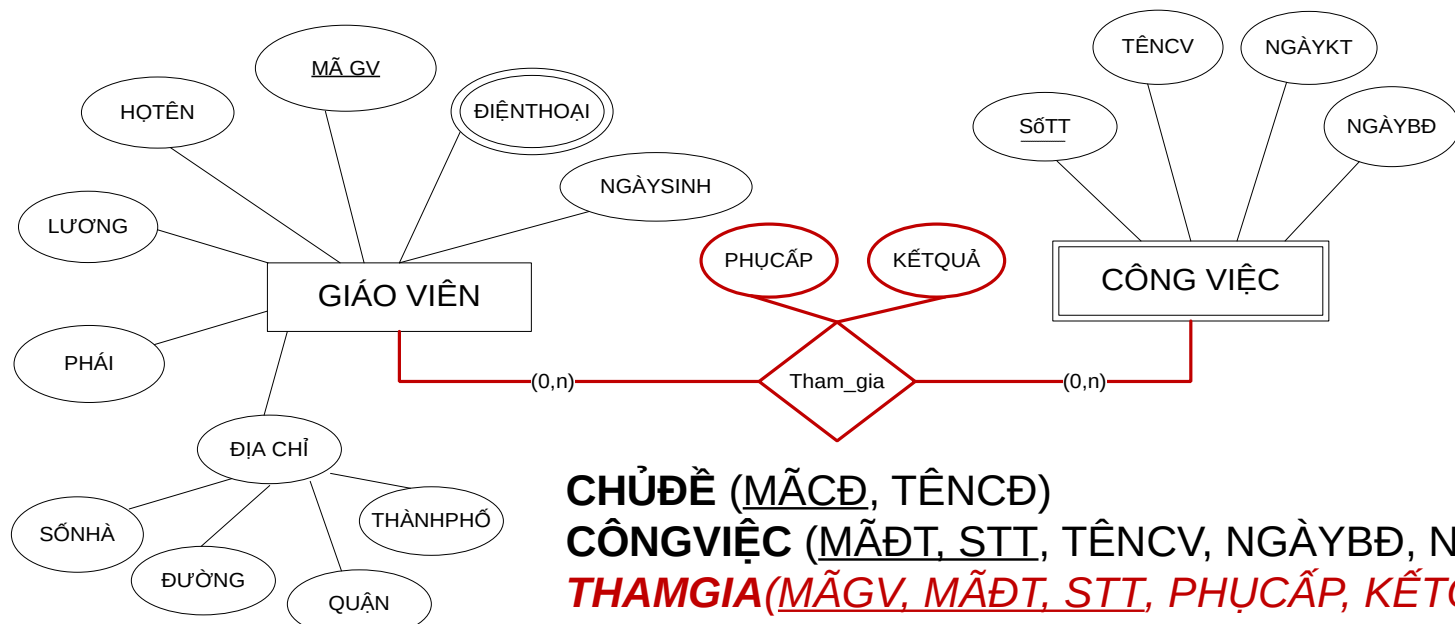 MÃ GV
HỌTÊN
ĐIỆNTHOẠI
NGÀYSINH
LƯƠNG
GIÁO VIÊN
PHÁI
ĐỊA CHỈ
SỐNHÀ
ĐƯỜNG
QUẬN
THÀNHPHỐ
TÊNCV
NGÀYKT
SốTT
NGÀYBĐ
CÔNG VIỆC
PHỤCẤP
KẾTQUẢ
(0,n)
Tham_gia
(0,n)
CHỦĐỀ (MÃCĐ, TÊNCĐ)
CÔNGVIỆC (MÃĐT, STT, TÊNCV, NGÀYBĐ, N
THAMGIA(MÃGV, MÃĐT, STT, PHỤCẤP, KẾT